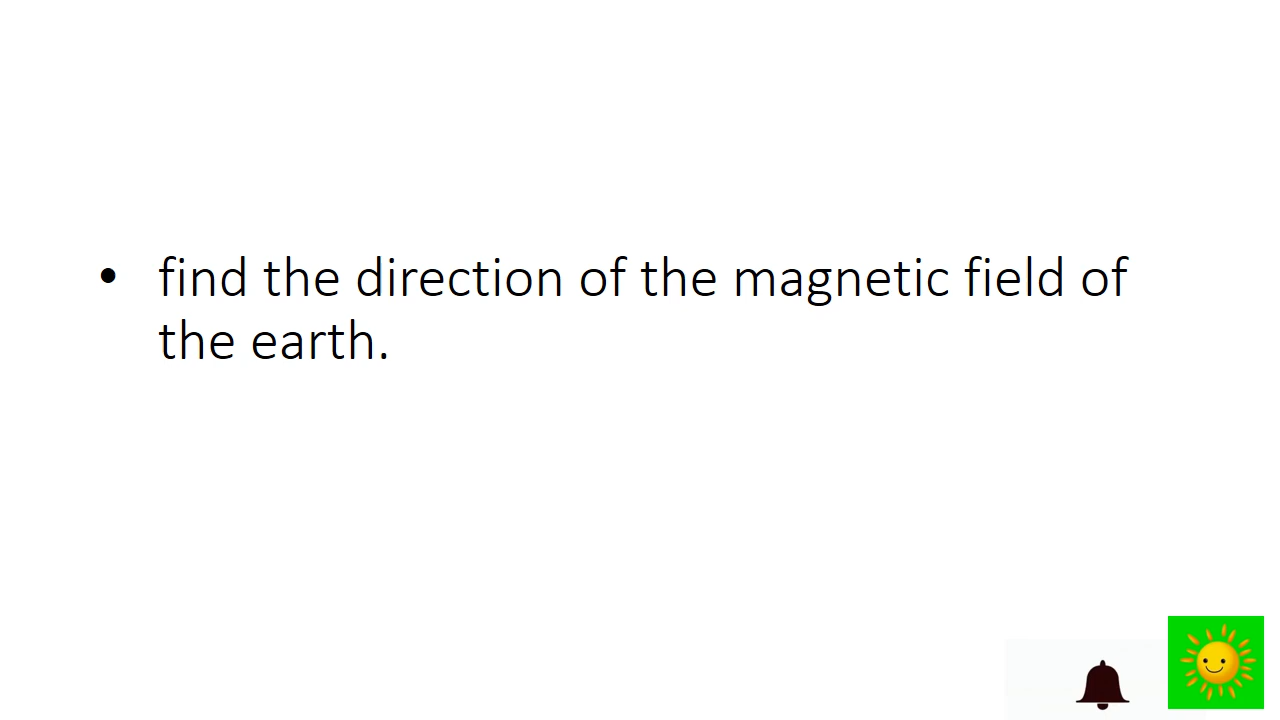 • find the direction of the magnetic field of
the earth.